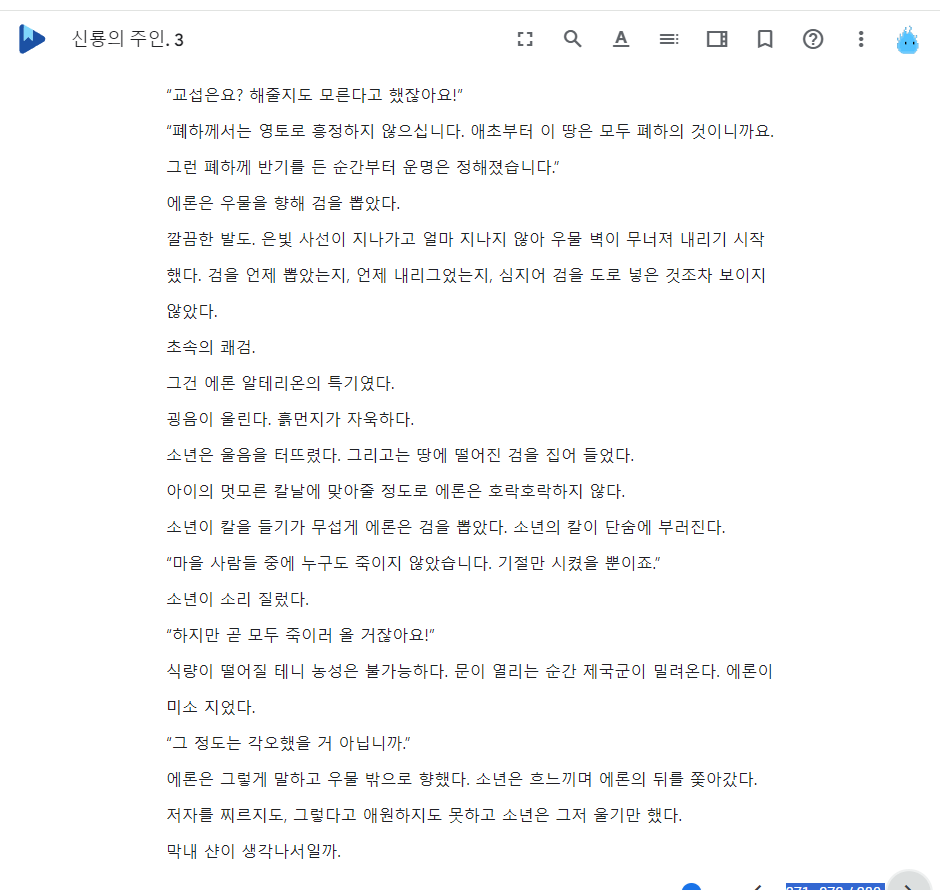 신룡의 주인. 3
“교섭은요? 해줄지도 모른다고 했잖아요!”
“폐하께서는 영토로 흥정하지 않으십니다. 애초부터 이 땅은 모두 폐하의 것이니까요.
그런 폐하께 반기를 든 순간부터 운명은 정해졌습니다.”
에론은 우물을 향해 검을 뽑았다.
깔끔한 발도. 은빛 사선이 지나가고 얼마 지나지 않아 우물 벽이 무너져 내리기 시작
했다. 검을 언제 뽑았는지, 언제 내리그었는지, 심지어 검을 도로 넣은 것조차 보이지
않았다.
초속의 쾌검.
그건 에론 알테리온의 특기였다.
굉음이 울린다. 흙먼지가 자욱하다.
소년은 울음을 터뜨렸다. 그리고는 땅에 떨어진 검을 집어 들었다.
아이의 멋모른 칼날에 맞아줄 정도로 에론은 호락호락하지 않다.
소년이 칼을 들기가 무섭게 에론은 검을 뽑았다. 소년의 칼이 단숨에 부러진다.
“마을 사람들 중에 누구도 죽이지 않았습니다. 기절만 시켰을 뿐이죠.”
소년이 소리 질렀다.
“하지만 곧 모두 죽이러 올 거잖아요!”
식량이 떨어질 테니 농성은 불가능하다. 문이 열리는 순간 제국군이 밀려온다. 에론이
미소 지었다.
“그 정도는 각오했을 거 아닙니까.”
에론은 그렇게 말하고 우물 밖으로 향했다. 소년은 흐느끼며 에론의 뒤를 쫓아갔다.
저자를 찌르지도, 그렇다고 애원하지도 못하고 소년은 그저 울기만 했다.
막내 샨이 생각나서일까.